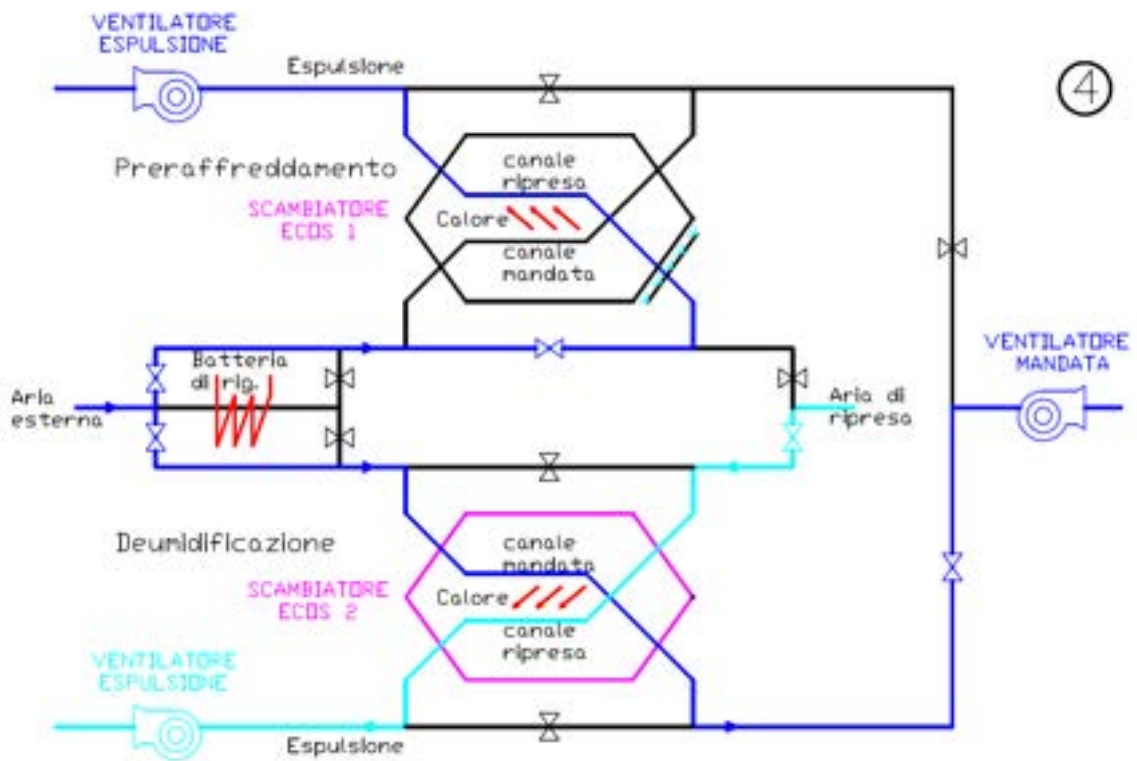 VENTILATORE
ESPULSIONE
Espulsione
4
Preraffreddamento
canale
ripresa
SCAMBIATORE
ECOS 1
Calore
canale
mandata
Batteria
di rig.
VENTILATORE
MANDATA
Aria
esterna
Aria di
ripresa
Deumidificazione
canale
mandata
SCAMBIATORE
ECOS 2
Calore
canale
ripresa
VENTILATORE
ESPULSIONE
Espulsione